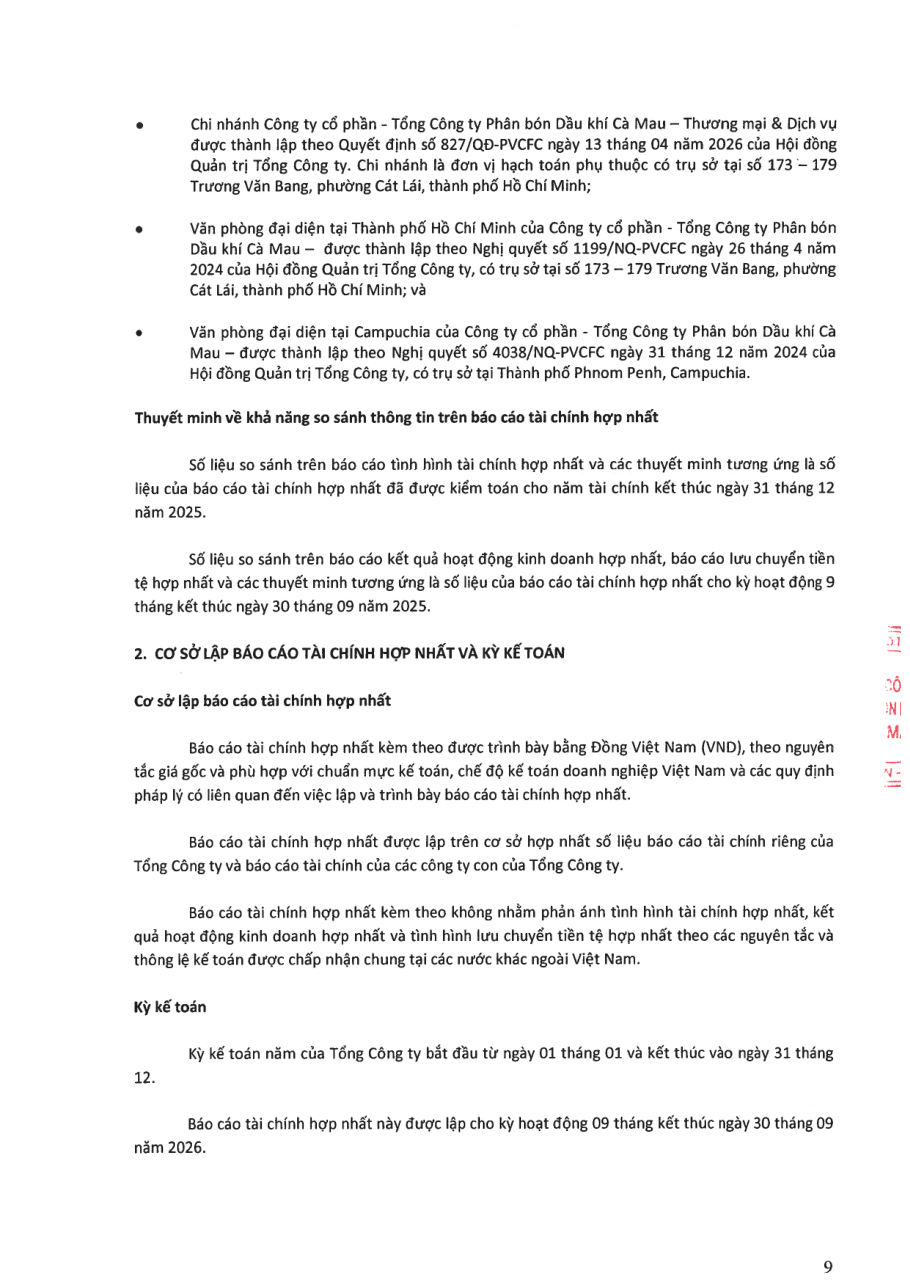 • Chi nhánh Công ty cổ phần - Tổng Công ty Phân bón Dầu khí Cà Mau – Thương mại & Dịch vụ
được thành lập theo Quyết định số 827/QĐ-PVCFC ngày 13 tháng 04 năm 2026 của Hội đồng
Quản trị Tổng Công ty. Chi nhánh là đơn vị hạch toán phụ thuộc có trụ sở tại số 173 – 179
Trương Văn Bang, phường Cát Lái, thành phố Hồ Chí Minh;
• Văn phòng đại diện tại Thành phố Hồ Chí Minh của Công ty cổ phần - Tổng Công ty Phân bón
Dầu khí Cà Mau – được thành lập theo Nghị quyết số 1199/NQ-PVCFC ngày 26 tháng 4 năm
2024 của Hội đồng Quản trị Tổng Công ty, có trụ sở tại số 173 – 179 Trương Văn Bang, phường
Cát Lái, thành phố Hồ Chí Minh; và
• Văn phòng đại diện tại Campuchia của Công ty cổ phần - Tổng Công ty Phân bón Dầu khí Cà
Mau – được thành lập theo Nghị quyết số 4038/NQ-PVCFC ngày 31 tháng 12 năm 2024 của
Hội đồng Quản trị Tổng Công ty, có trụ sở tại Thành phố Phnom Penh, Campuchia.
Thuyết minh về khả năng so sánh thông tin trên báo cáo tài chính hợp nhất
Số liệu so sánh trên báo cáo tình hình tài chính hợp nhất và các thuyết minh tương ứng là số
liệu của báo cáo tài chính hợp nhất đã được kiểm toán cho năm tài chính kết thúc ngày 31 tháng 12
năm 2025.
Số liệu so sánh trên báo cáo kết quả hoạt động kinh doanh hợp nhất, báo cáo lưu chuyển tiền
tệ hợp nhất và các thuyết minh tương ứng là số liệu của báo cáo tài chính hợp nhất cho kỳ hoạt động 9
tháng kết thúc ngày 30 tháng 09 năm 2025.
2. CƠ SỞ LẬP BÁO CÁO TÀI CHÍNH HỢP NHẤT VÀ KỲ KẾ TOÁN
Cơ sở lập báo cáo tài chính hợp nhất
Báo cáo tài chính hợp nhất kèm theo được trình bày bằng Đồng Việt Nam (VND), theo nguyên
tắc giá gốc và phù hợp với chuẩn mực kế toán, chế độ kế toán doanh nghiệp Việt Nam và các quy định
pháp lý có liên quan đến việc lập và trình bày báo cáo tài chính hợp nhất.
Báo cáo tài chính hợp nhất được lập trên cơ sở hợp nhất số liệu báo cáo tài chính riêng của
Tổng Công ty và báo cáo tài chính của các công ty con của Tổng Công ty.
Báo cáo tài chính hợp nhất kèm theo không nhằm phản ánh tình hình tài chính hợp nhất, kết
quả hoạt động kinh doanh hợp nhất và tình hình lưu chuyển tiền tệ hợp nhất theo các nguyên tắc và
thông lệ kế toán được chấp nhận chung tại các nước khác ngoài Việt Nam.
Kỳ kế toán
Kỳ kế toán năm của Tổng Công ty bắt đầu từ ngày 01 tháng 01 và kết thúc vào ngày 31 tháng
12.
Báo cáo tài chính hợp nhất này được lập cho kỳ hoạt động 09 tháng kết thúc ngày 30 tháng 09
năm 2026.
9